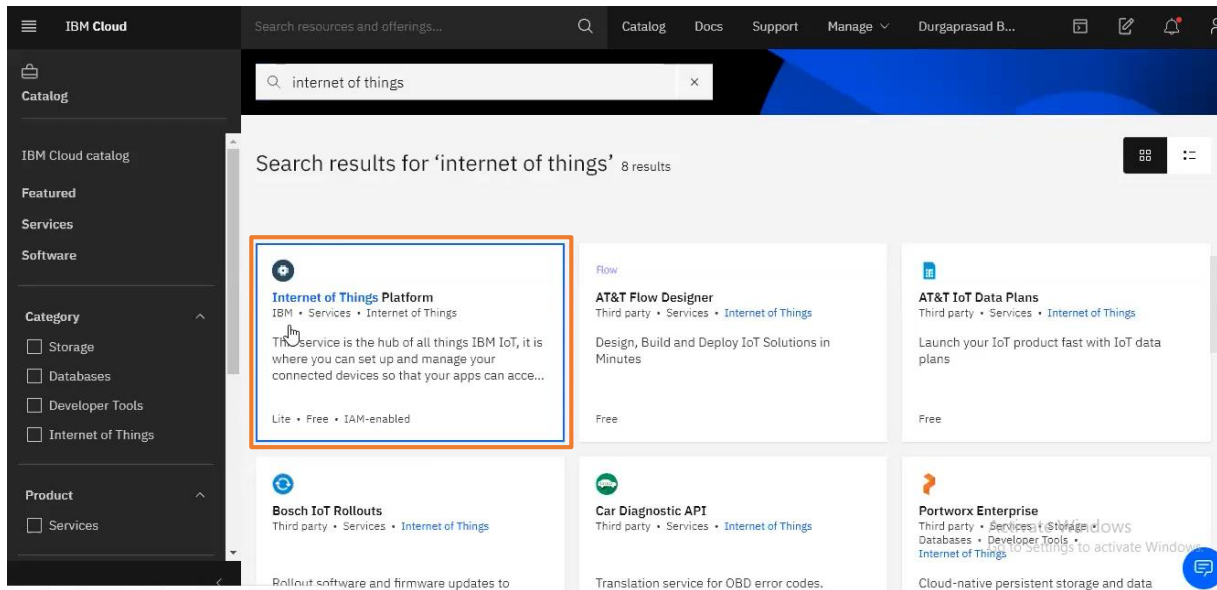 IBM Cloud
Search resources and offerings...
Catalog
Docs
Support
Manage
Durgaprasad B...
Catalog
internet of things
IBM Cloud catalog
Featured
Services
Software
Category
Storage
Databases
Developer Tools
Internet of Things
Product
Services
Search results for ‘internet of things’ 8 results
Internet of Things Platform
IBM • Services • Internet of Things
This service is the hub of all things IBM IoT, it is
where you can set up and manage your
connected devices so that your apps can acce...
Lite • Free • IAM-enabled
Flow
AT&T Flow Designer
Third party • Services • Internet of Things
Design, Build and Deploy IoT Solutions in
Minutes
Free
AT&T IoT Data Plans
Third party • Services • Internet of Things
Launch your IoT product fast with IoT data
plans
Free
Bosch IoT Rollouts
Third party • Services • Internet of Things
Rollout software and firmware updates to
Car Diagnostic API
Third party • Services • Internet of Things
Translation service for OBD error codes.
Portworx Enterprise
Third party • Services • Storage •
Databases • Developer Tools •
Internet of Things
Cloud-native persistent storage and data
Activate Windows
Go to Settings to activate Windows.